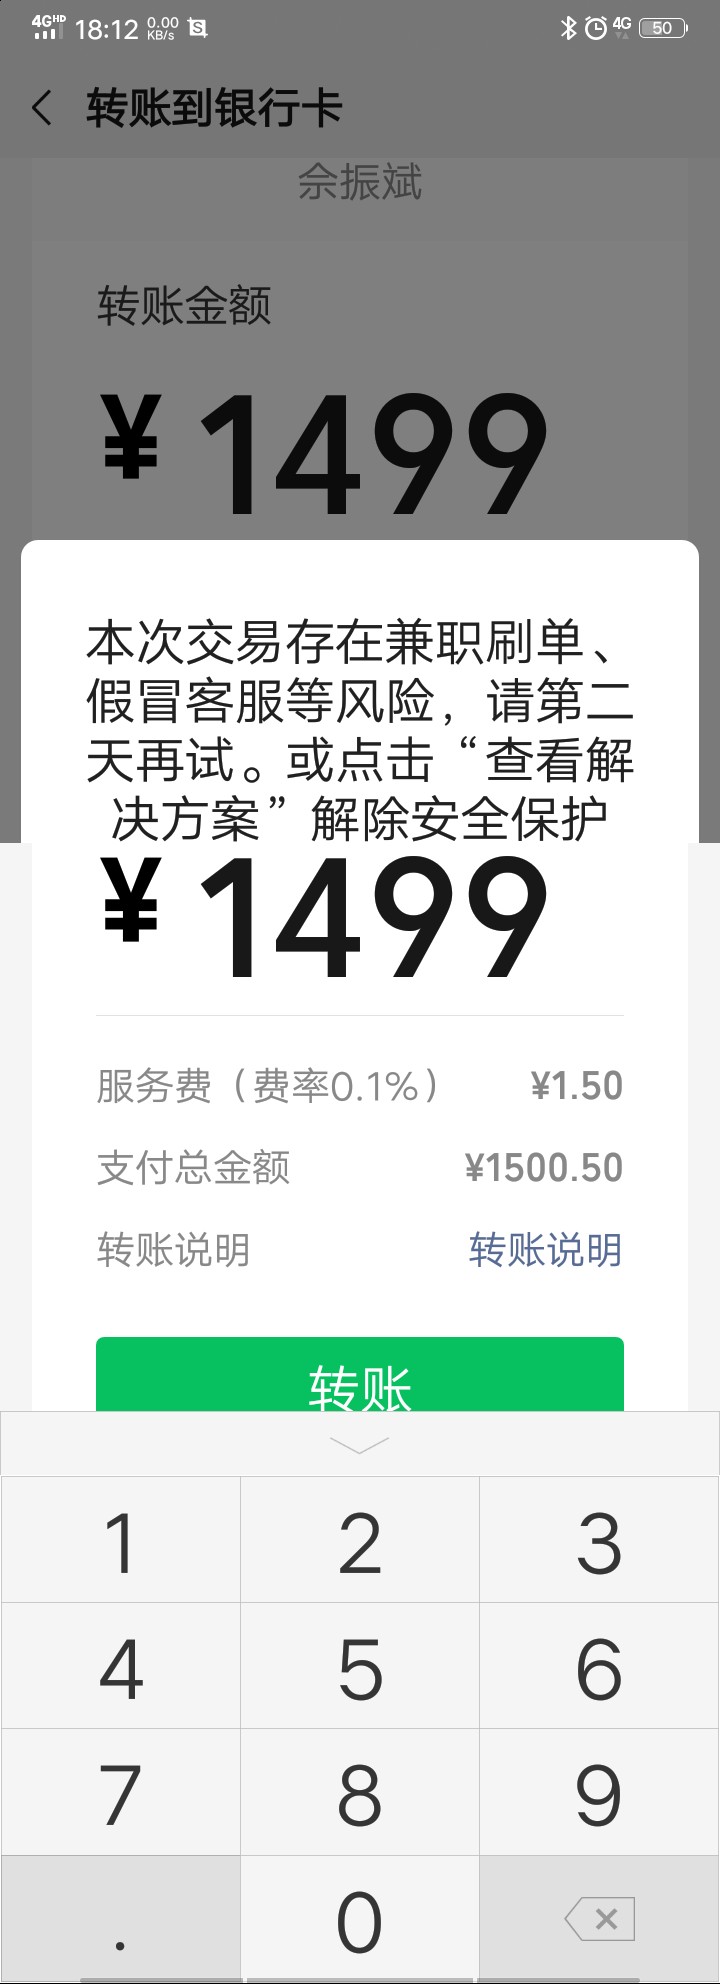 4G HD 18:12 0.00 KB/s 4G 50
转账到银行卡
佘振斌
转账金额
¥ 1499
本次交易存在兼职刷单、
假冒客服等风险，请第二
天再试。或点击“查看解
决方案”解除安全保护
¥ 1499
服务费（费率0.1%） ¥1.50
支付总金额 ¥1500.50
转账说明 转账说明
转账
1 2 3
4 5 6
7 8 9
. 0